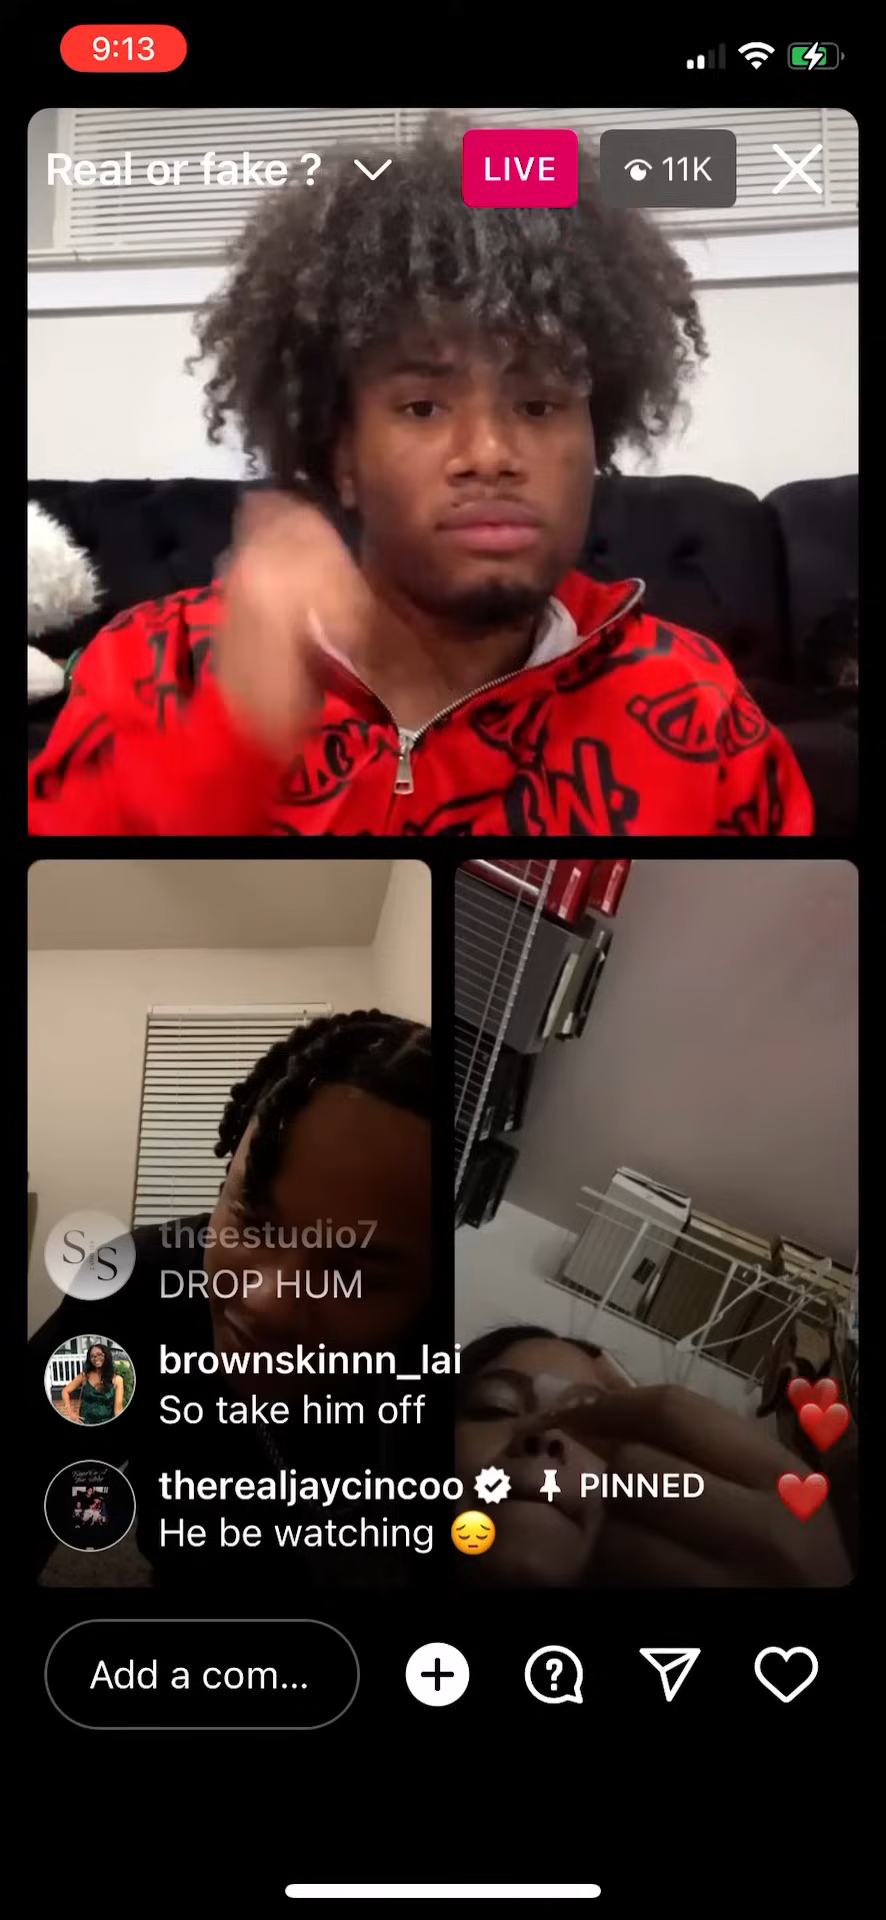 9:13
Real or fake ?
LIVE
11K
theestudio7
DROP HUM
brownskinnn_lai
So take him off
therealjaycincoo PINNED
He be watching 😔
Add a com...